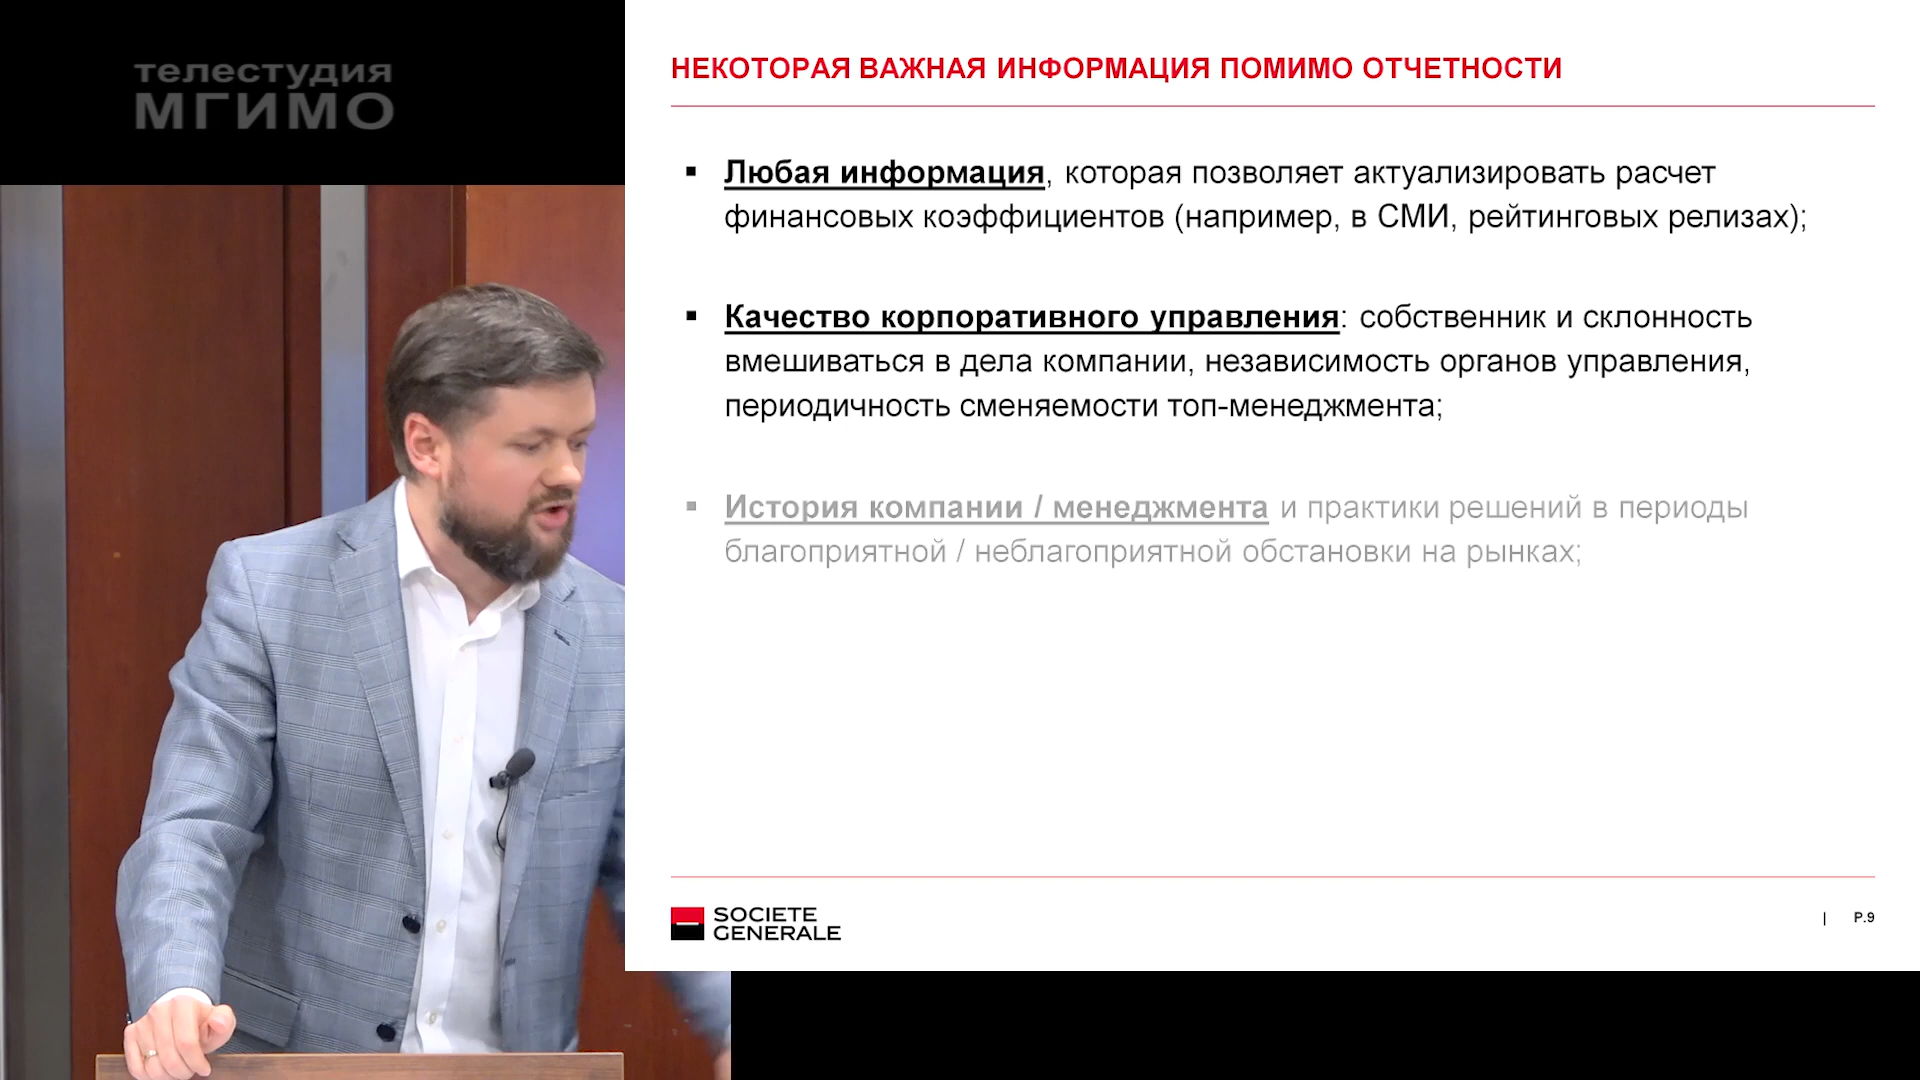 телестудия
МГИМО
НЕКОТОРАЯ ВАЖНАЯ ИНФОРМАЦИЯ ПОМИМО ОТЧЕТНОСТИ
▪ Любая информация, которая позволяет актуализировать расчет
финансовых коэффициентов (например, в СМИ, рейтинговых релизах);
▪ Качество корпоративного управления: собственник и склонность
вмешиваться в дела компании, независимость органов управления,
периодичность сменяемости топ-менеджмента;
▪ История компании / менеджмента и практики решений в периоды
благоприятной / неблагоприятной обстановки на рынках;
SOCIETE
GENERALE
| P.9